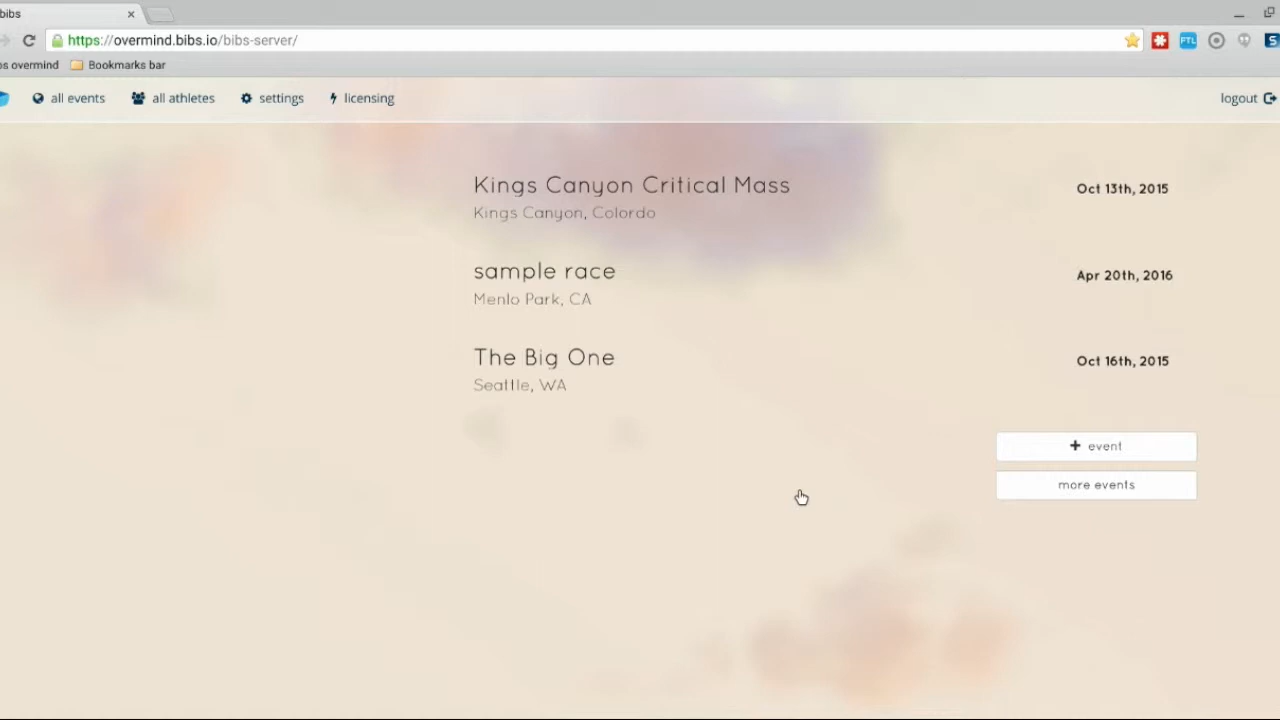 bibs
https://overmind.bibs.io/bibs-server/
FTL
S
bs overmind Bookmarks bar
all events all athletes settings licensing logout
Kings Canyon Critical Mass Oct 13th, 2015
Kings Canyon, Colordo
sample race Apr 20th, 2016
Menlo Park, CA
The Big One Oct 16th, 2015
Seattle, WA
+ event
more events